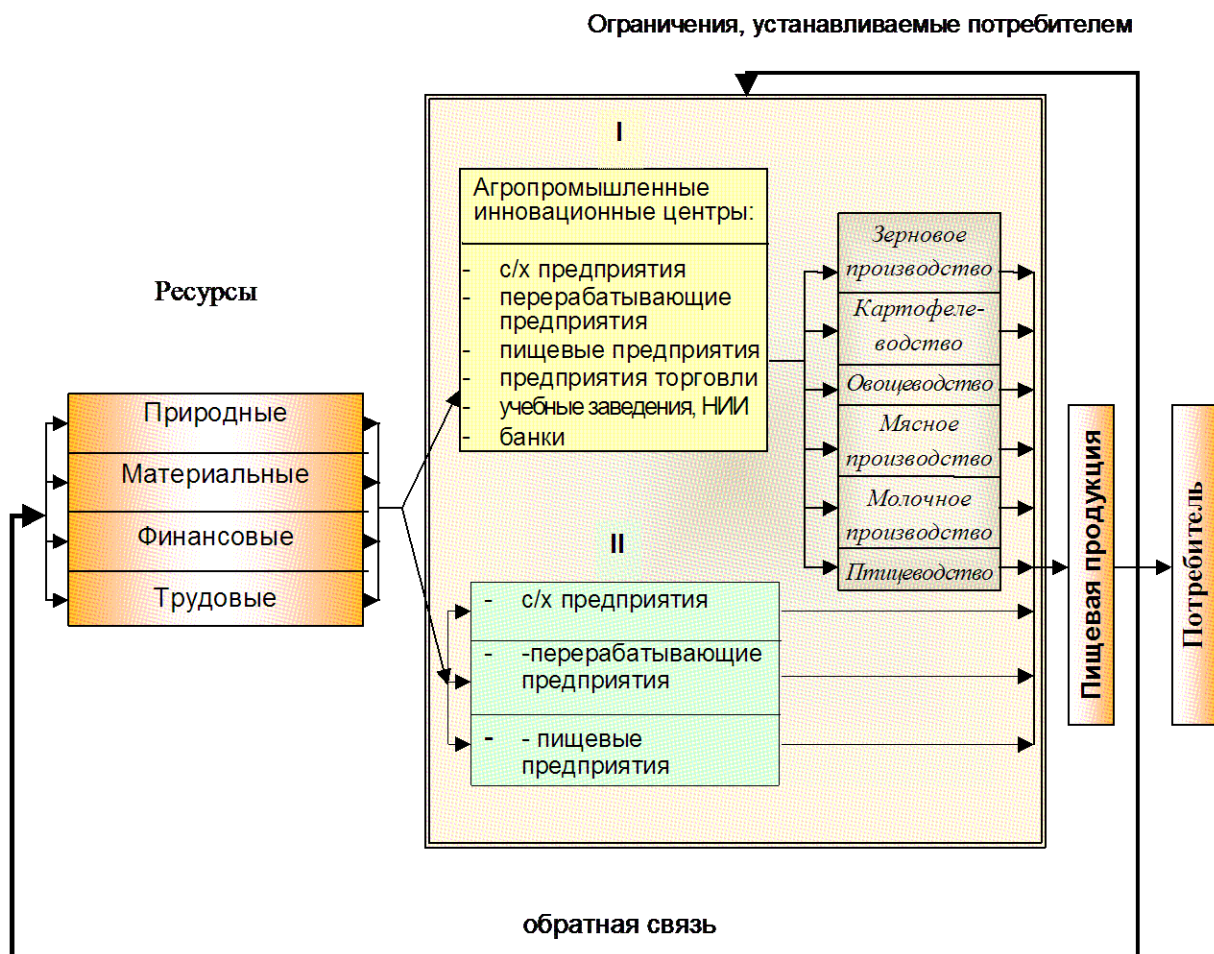 Ограничения, устанавливаемые потребителем
I
Агропромышленные
инновационные центры:
- с/х предприятия
- перерабатывающие
предприятия
- пищевые предприятия
- предприятия торговли
- учебные заведения, НИИ
- банки
Ресурсы
Природные
Материальные
Финансовые
Трудовые
Зерновое
производство
Картофеле-
водство
Овощеводство
Мясное
производство
Молочное
производство
Птицеводство
II
- с/х предприятия
- -перерабатывающие
предприятия
- - пищевые
предприятия
Пищевая продукция
Потребитель
обратная связь